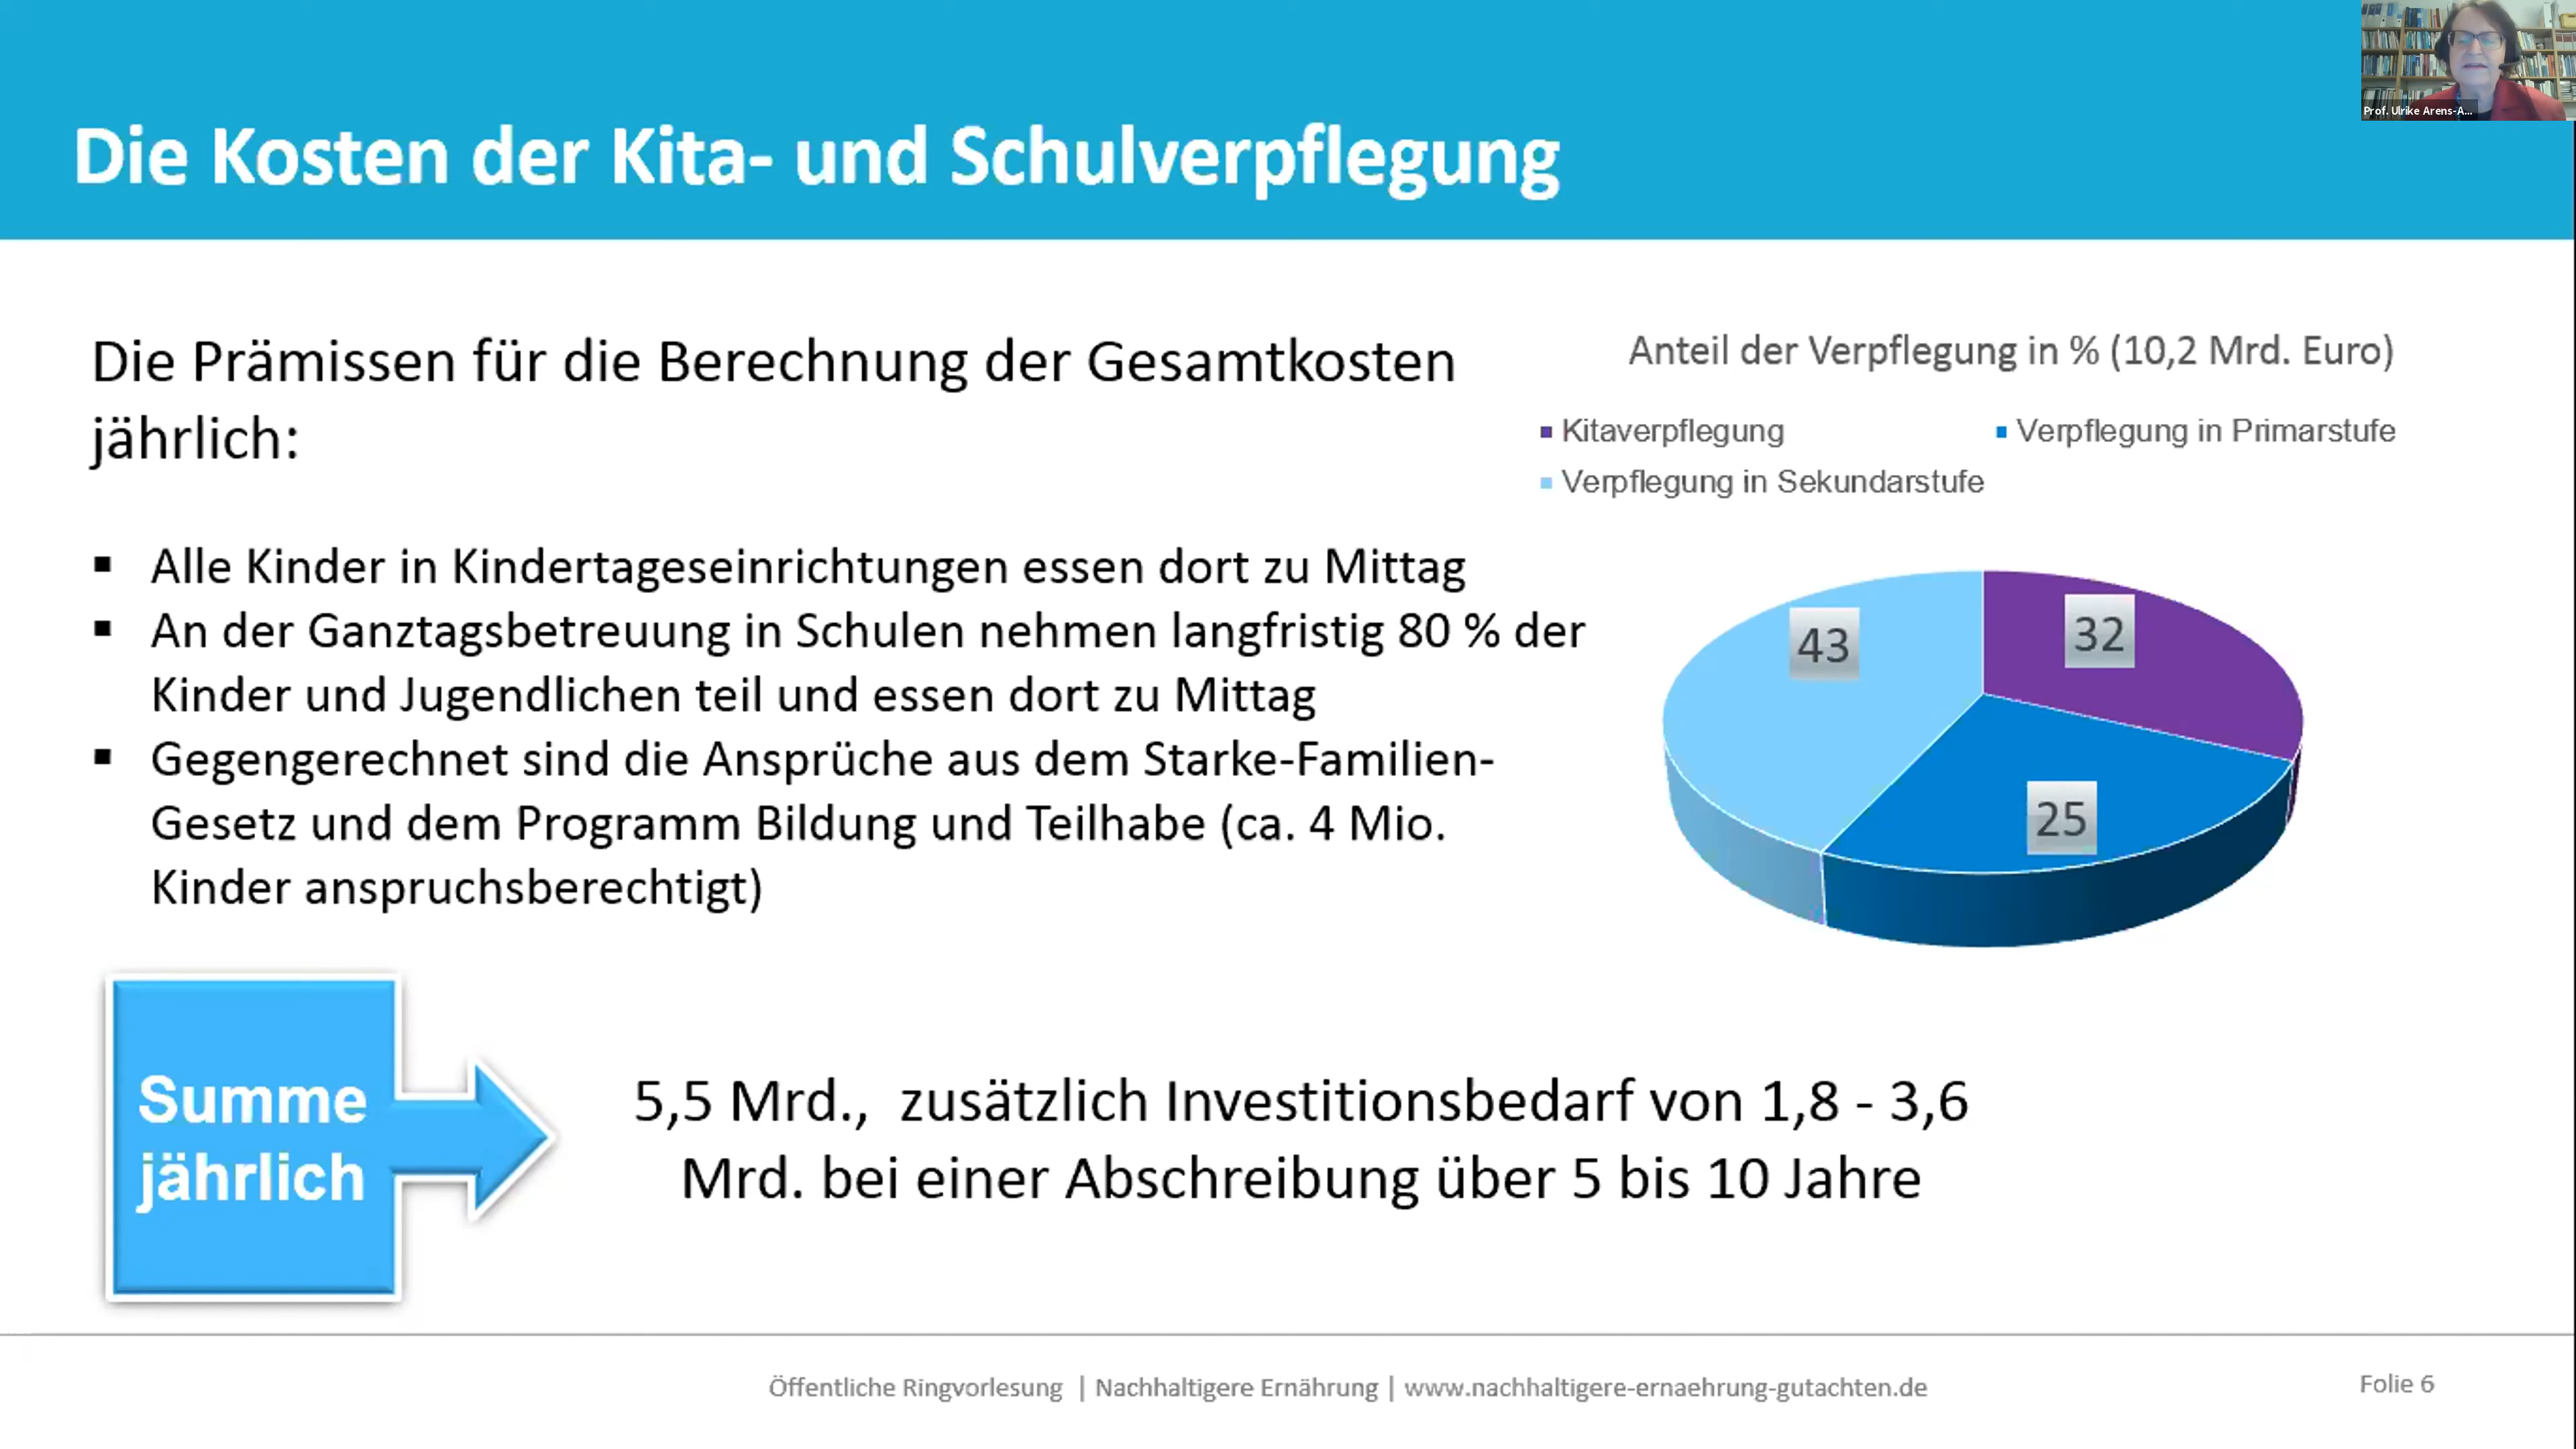 Prof. Ulrike Arens-A...
Die Kosten der Kita- und Schulverpflegung
Die Prämissen für die Berechnung der Gesamtkosten
jährlich:
▪ Alle Kinder in Kindertageseinrichtungen essen dort zu Mittag
▪ An der Ganztagsbetreuung in Schulen nehmen langfristig 80 % der
Kinder und Jugendlichen teil und essen dort zu Mittag
▪ Gegengerechnet sind die Ansprüche aus dem Starke-Familien-
Gesetz und dem Programm Bildung und Teilhabe (ca. 4 Mio.
Kinder anspruchsberechtigt)
Anteil der Verpflegung in % (10,2 Mrd. Euro)
Kitaverpflegung
Verpflegung in Primarstufe
Verpflegung in Sekundarstufe
43
32
25
Summe
jährlich
5,5 Mrd., zusätzlich Investitionsbedarf von 1,8 - 3,6
Mrd. bei einer Abschreibung über 5 bis 10 Jahre
Öffentliche Ringvorlesung | Nachhaltigere Ernährung | www.nachhaltigere-ernaehrung-gutachten.de
Folie 6